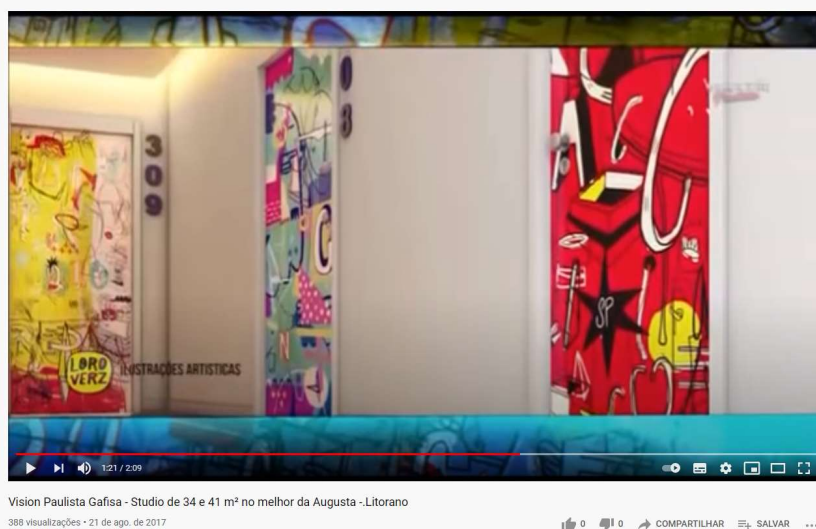 309
08
SP
LORO
VERZ
ILUSTRAÇÕES ARTISTICAS
N
1:21 / 2:09
Vision Paulista Gafisa - Studio de 34 e 41 m² no melhor da Augusta -.Litorano
388 visualizações • 21 de ago. de 2017
0
0
COMPARTILHAR
SALVAR